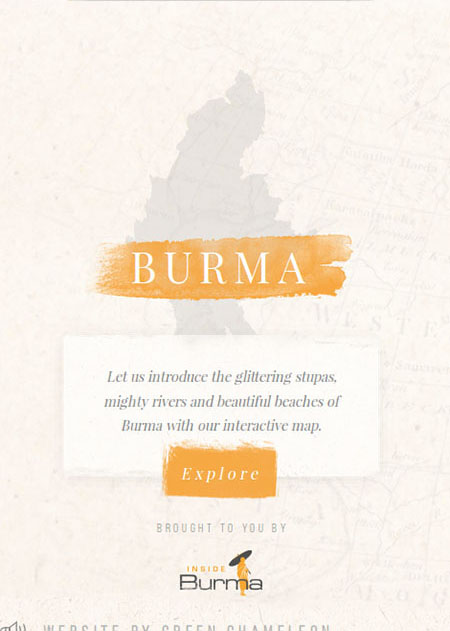 BURMA
Let us introduce the glittering stupas,
mighty rivers and beautiful beaches of
Burma with our interactive map.
Explore
BROUGHT TO YOU BY
INSIDE
Burma
WEBSITE BY GREEN CHAMELEON